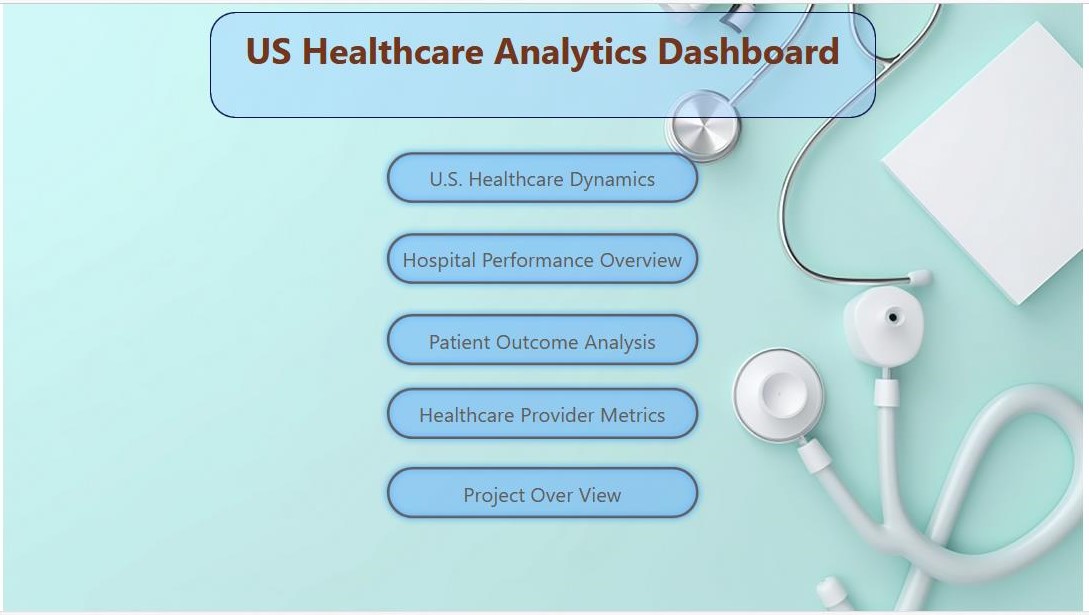 US Healthcare Analytics Dashboard
U.S. Healthcare Dynamics
Hospital Performance Overview
Patient Outcome Analysis
Healthcare Provider Metrics
Project Over View